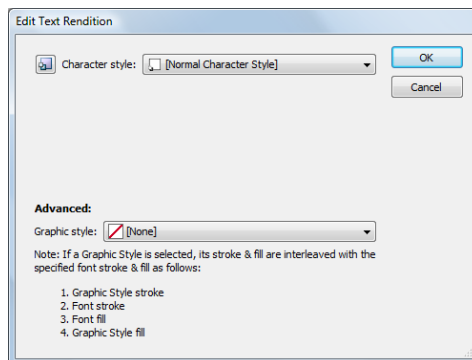 Edit Text Rendition
Character style: [Normal Character Style]
OK
Cancel
Advanced:
Graphic style: [None]
Note: If a Graphic Style is selected, its stroke & fill are interleaved with the
specified font stroke & fill as follows:
1. Graphic Style stroke
2. Font stroke
3. Font fill
4. Graphic Style fill